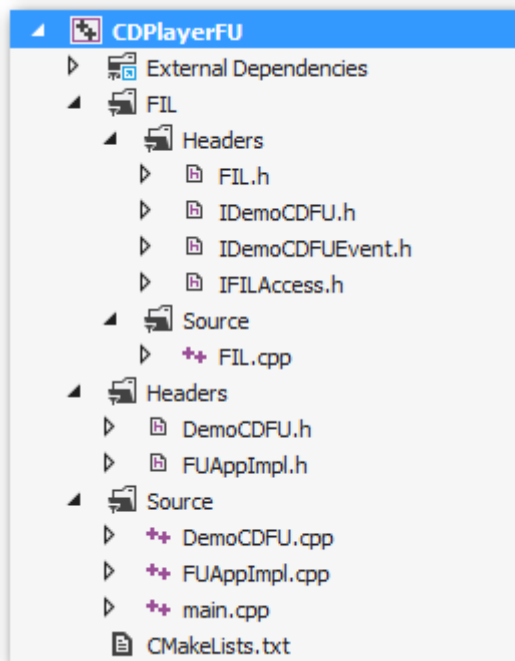 CDPlayerFU
External Dependencies
FIL
Headers
FIL.h
IDemoCDFU.h
IDemoCDFUEvent.h
IFILAccess.h
Source
FIL.cpp
Headers
DemoCDFU.h
FUAppImpl.h
Source
DemoCDFU.cpp
FUAppImpl.cpp
main.cpp
CMakeLists.txt